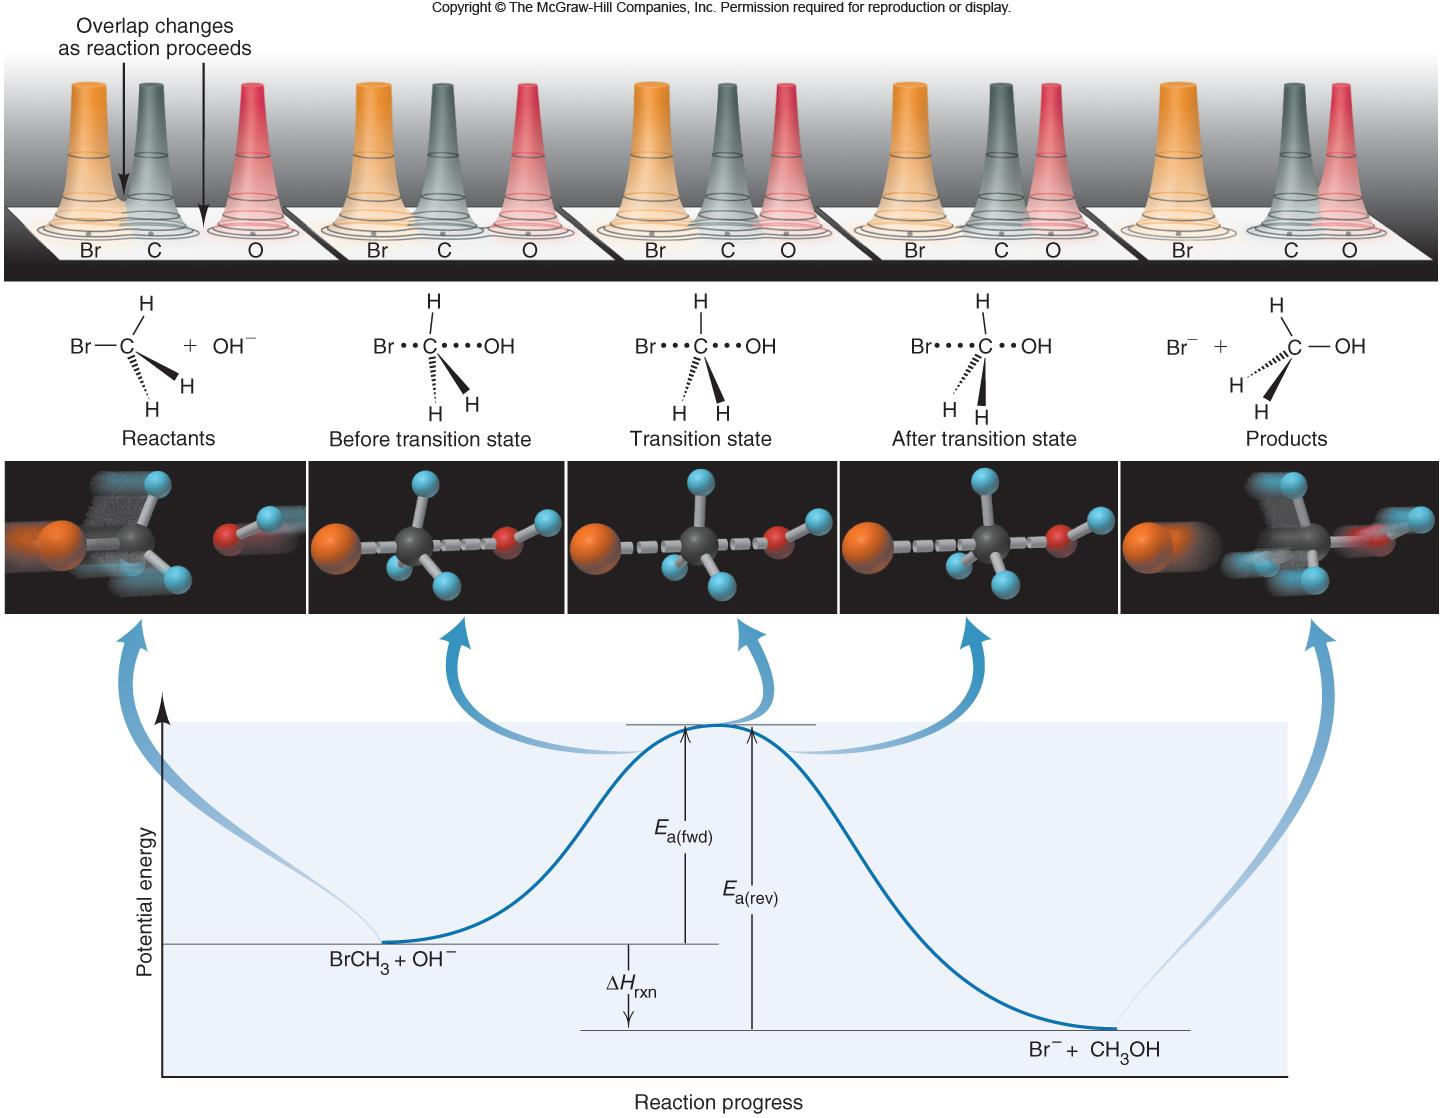 Copyright © The McGraw-Hill Companies, Inc. Permission required for reproduction or display.
Overlap changes
as reaction proceeds
Br C O Br C O Br C O Br C O Br C O
H H H H H
Br—C + OH⁻ Br••C••••OH Br•••C•••OH Br••••C••OH Br⁻ + C—OH
H H H H H
H H H H H
Reactants Before transition state Transition state After transition state Products
Potential energy
Eₐ(fwd)
Eₐ(rev)
BrCH₃ + OH⁻
ΔHrxn
Br⁻ + CH₃OH
Reaction progress